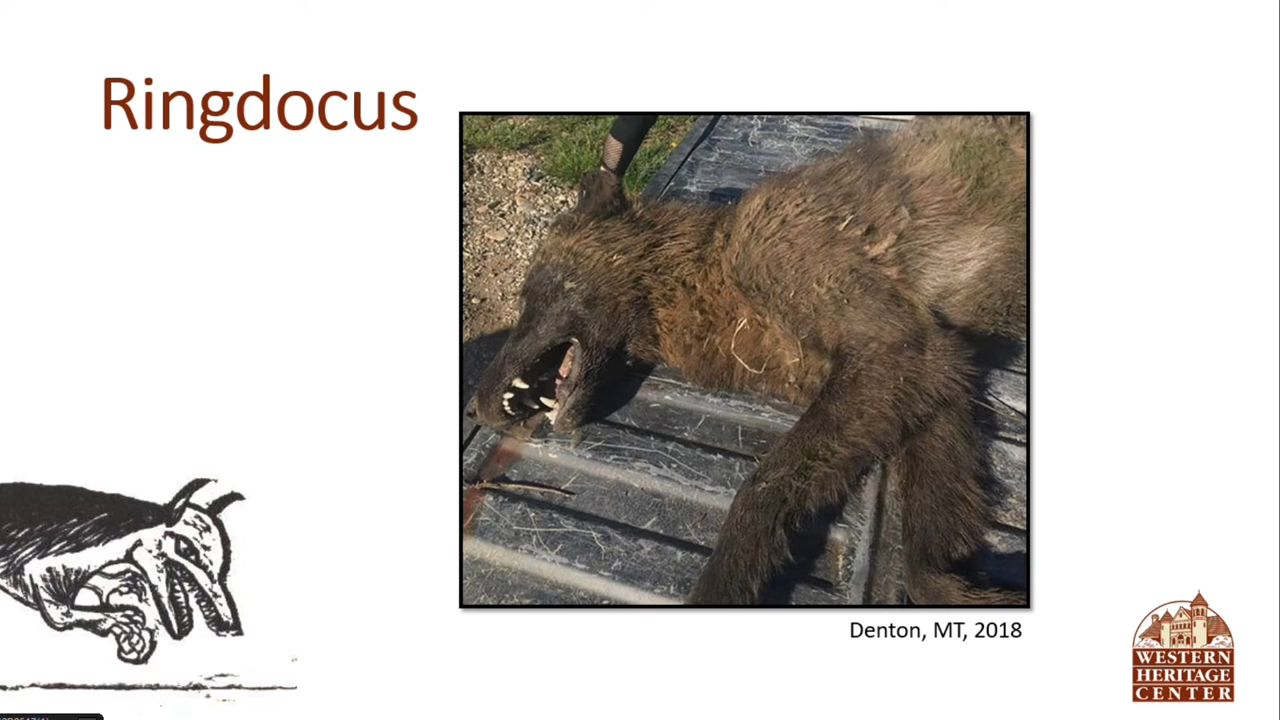 Ringdocus
Denton, MT, 2018
WESTERN
HERITAGE
CENTER